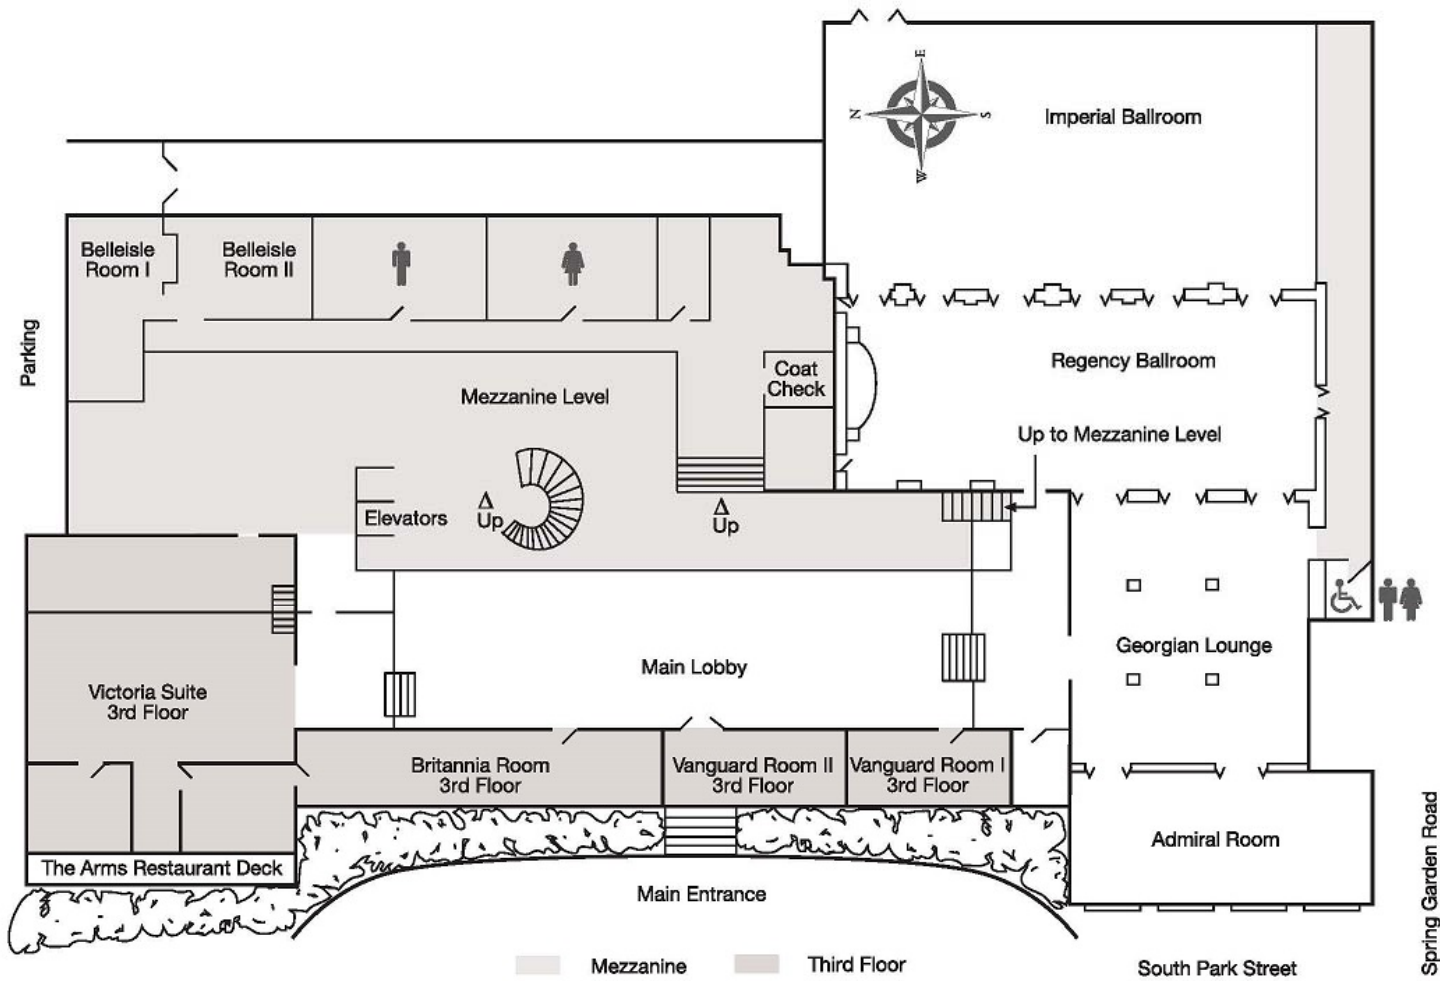 E
N
S
W
Imperial Ballroom
Belleisle
Room I
Belleisle
Room II
Parking
Regency Ballroom
Coat
Check
Mezzanine Level
Up to Mezzanine Level
Elevators
Up
Up
Georgian Lounge
Main Lobby
Victoria Suite
3rd Floor
Britannia Room
3rd Floor
Vanguard Room II
3rd Floor
Vanguard Room I
3rd Floor
Admiral Room
The Arms Restaurant Deck
Main Entrance
Spring Garden Road
Mezzanine
Third Floor
South Park Street